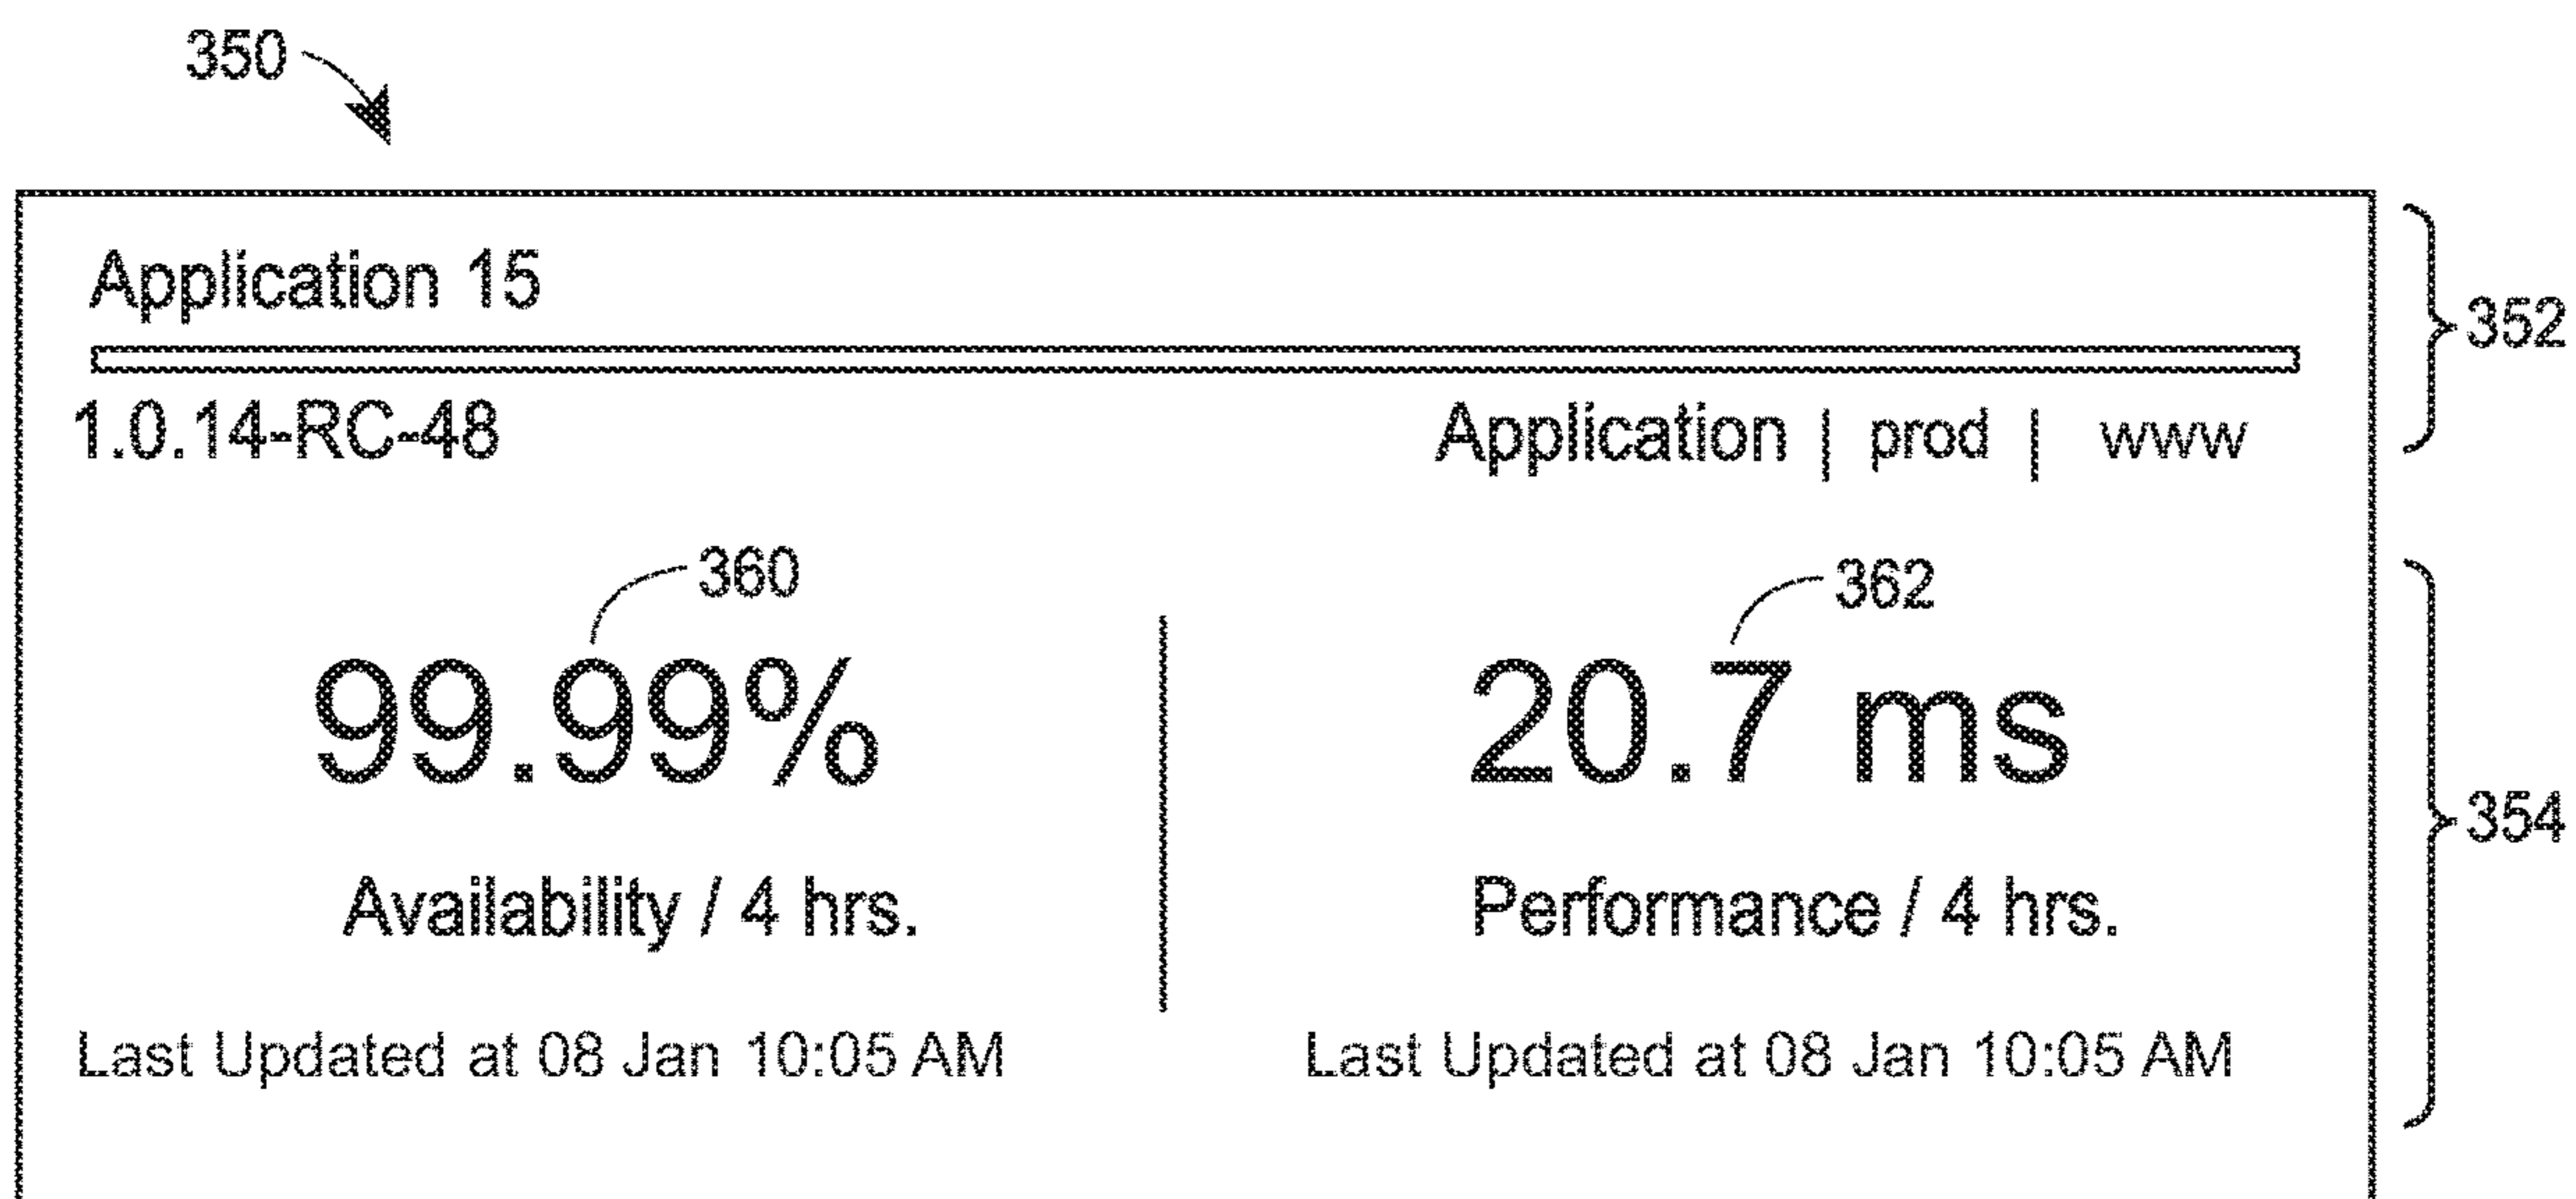 350
Application 15
352
1.0.14-RC-48 Application | prod | www
360 362
99.99% 20.7 ms
354
Availability / 4 hrs. Performance / 4 hrs.
Last Updated at 08 Jan 10:05 AM Last Updated at 08 Jan 10:05 AM